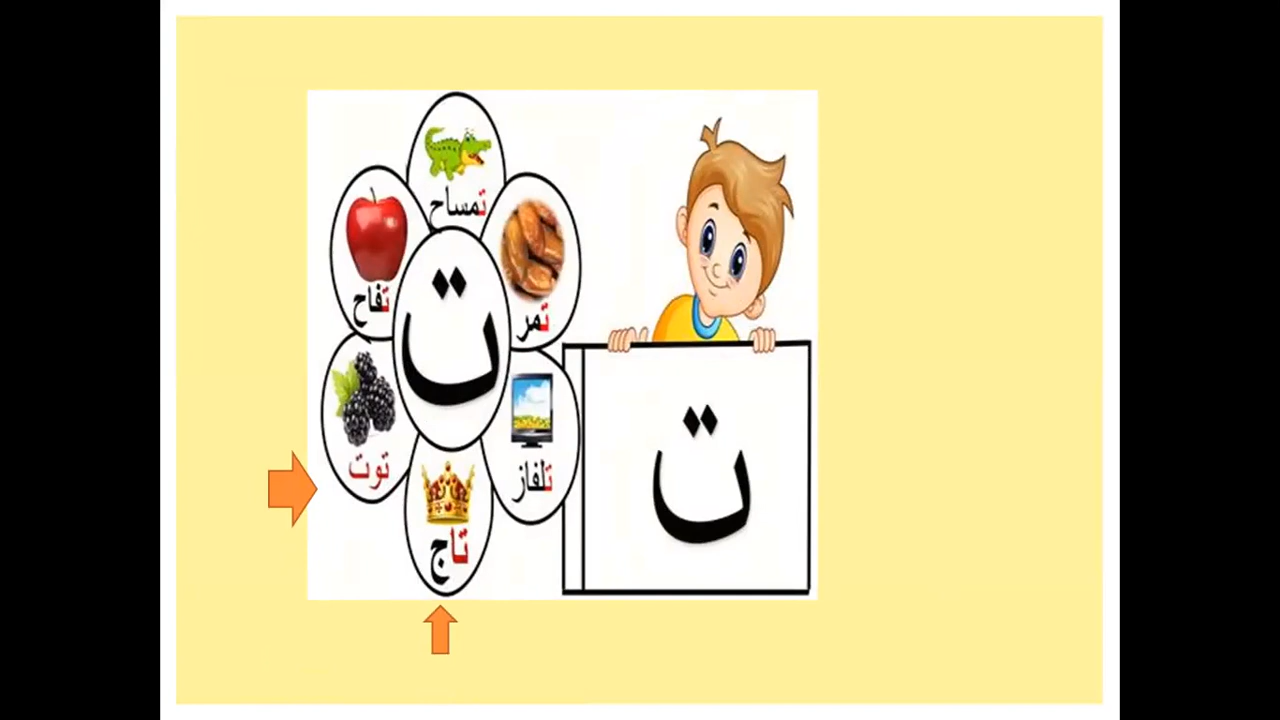 تمساح
تمر
تفاح
ت
توت
تلفاز
تاج
ت